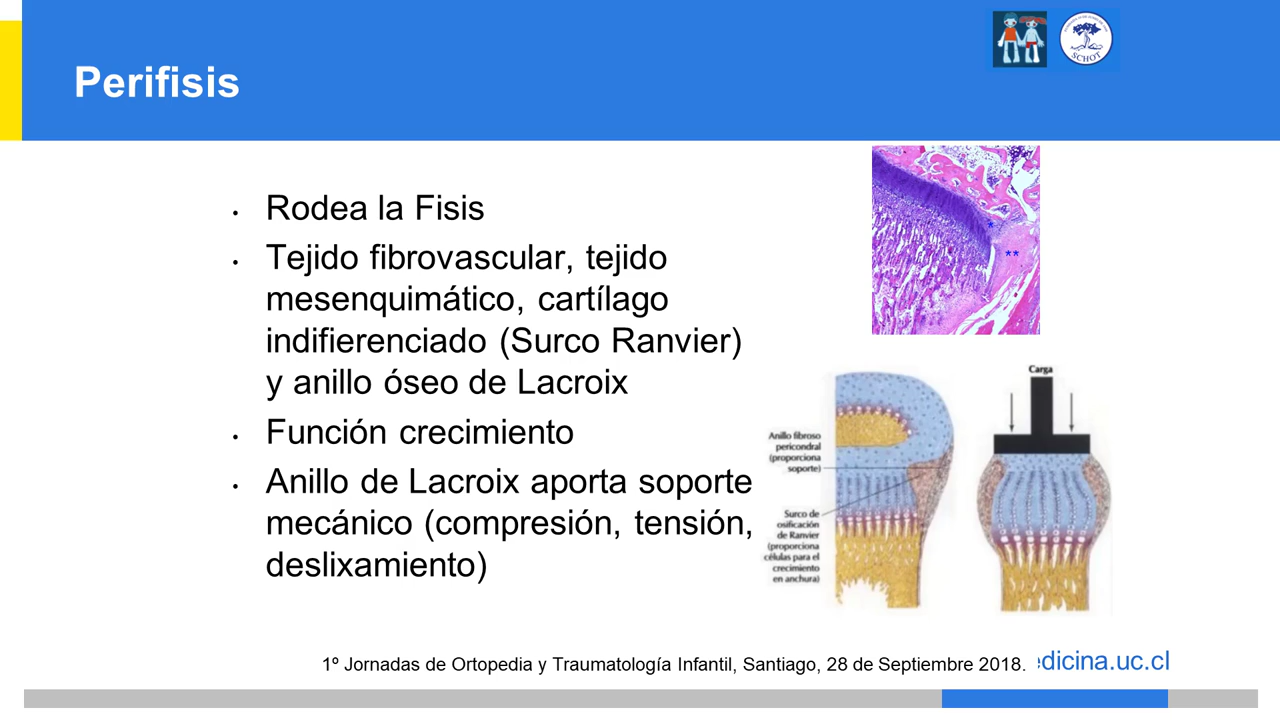 Perifisis
SCHOT
Rodea la Fisis
Tejido fibrovascular, tejido
mesenquimático, cartílago
indifierenciado (Surco Ranvier)
y anillo óseo de Lacroix
Función crecimiento
Anillo de Lacroix aporta soporte
mecánico (compresión, tensión,
deslixamiento)
*
**
Carga
Anillo fibroso
pericondral
(proporciona
soporte)
Surco de
osificación
de Ranvier
(proporciona
células para el
crecimiento
en anchura)
1º Jornadas de Ortopedia y Traumatología Infantil, Santiago, 28 de Septiembre 2018.
edicina.uc.cl